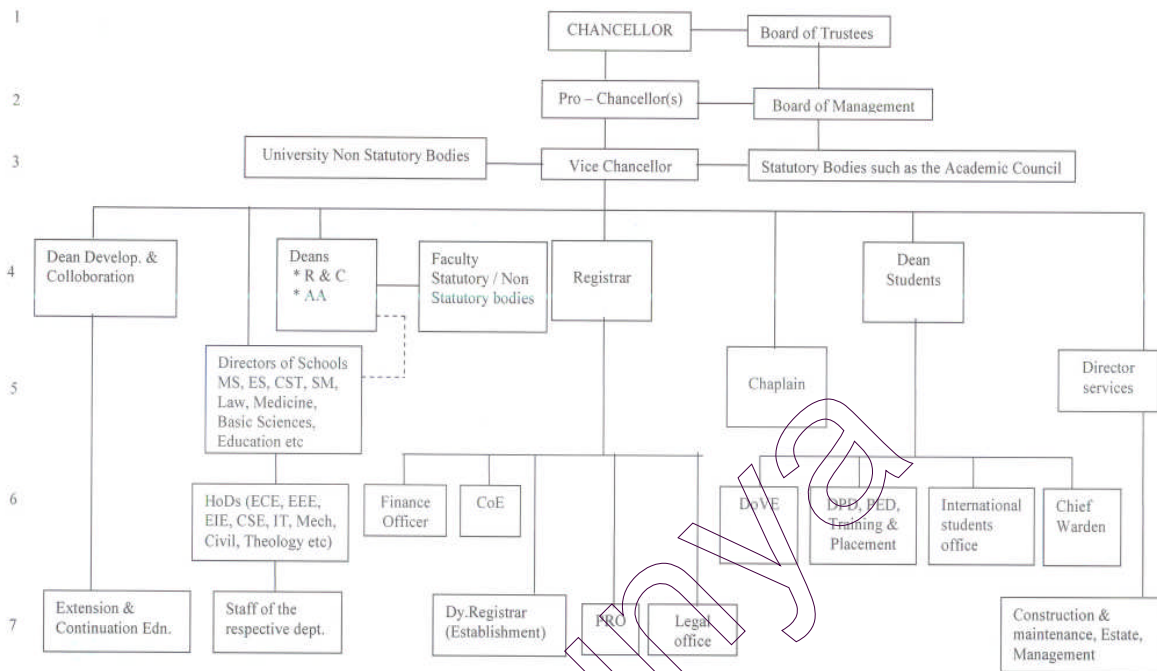 1
CHANCELLOR
Board of Trustees
2
Pro – Chancellor(s)
Board of Management
3
University Non Statutory Bodies
Vice Chancellor
Statutory Bodies such as the Academic Council
4
Dean Develop. &
Colloboration
Deans
* R & C
* AA
Faculty
Statutory / Non
Statutory bodies
Registrar
Dean
Students
5
Directors of Schools
MS, ES, CST, SM,
Law, Medicine,
Basic Sciences,
Education etc
Chaplain
Director
services
6
HoDs (ECE, EEE,
EIE, CSE, IT, Mech,
Civil, Theology etc)
Finance
Officer
CoE
DoVE
DPD, PED,
Training &
Placement
International
students
office
Chief
Warden
7
Extension &
Continuation Edn.
Staff of the
respective dept.
Dy.Registrar
(Establishment)
PRO
Legal
office
Construction &
maintenance, Estate,
Management